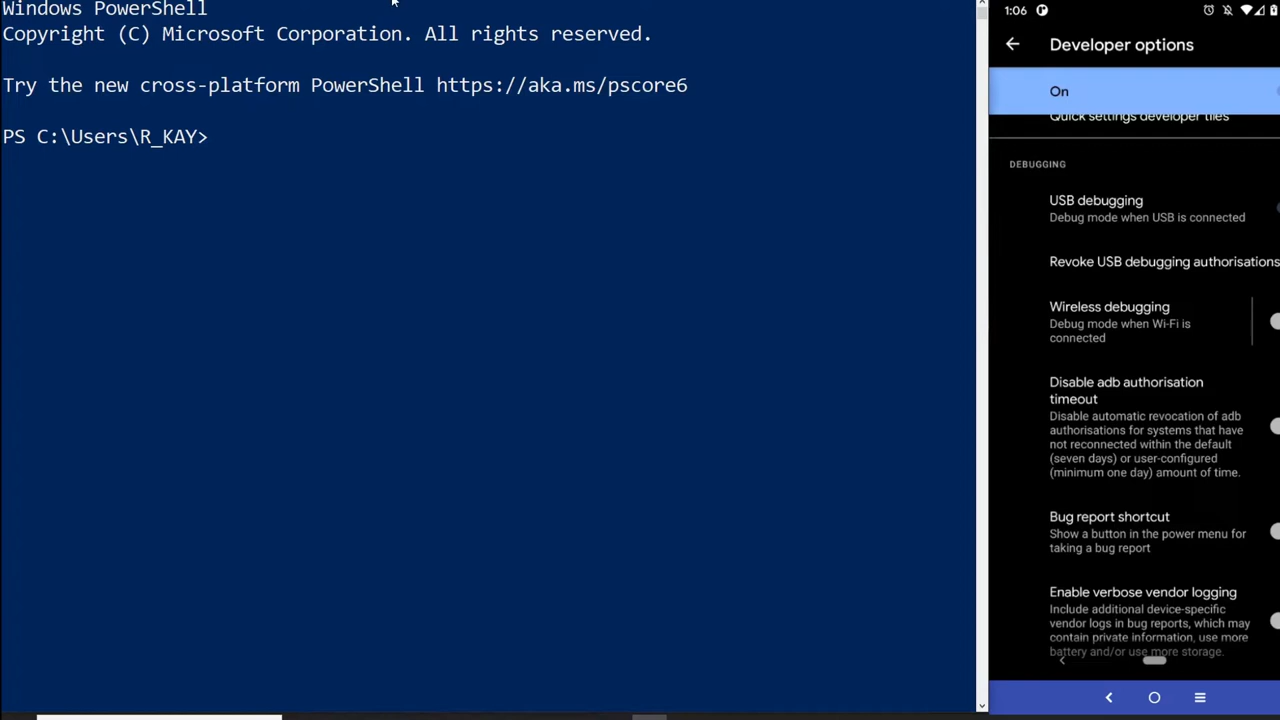 Windows PowerShell
Copyright (C) Microsoft Corporation. All rights reserved.
Try the new cross-platform PowerShell https://aka.ms/pscore6
PS C:\Users\R_KAY>
1:06
Developer options
On
Quick settings developer tiles
DEBUGGING
USB debugging
Debug mode when USB is connected
Revoke USB debugging authorisations
Wireless debugging
Debug mode when Wi-Fi is
connected
Disable adb authorisation
timeout
Disable automatic revocation of adb
authorisations for systems that have
not reconnected within the default
(seven days) or user-configured
(minimum one day) amount of time.
Bug report shortcut
Show a button in the power menu for
taking a bug report
Enable verbose vendor logging
Include additional device-specific
vendor logs in bug reports, which may
contain private information, use more
battery and/or use more storage.